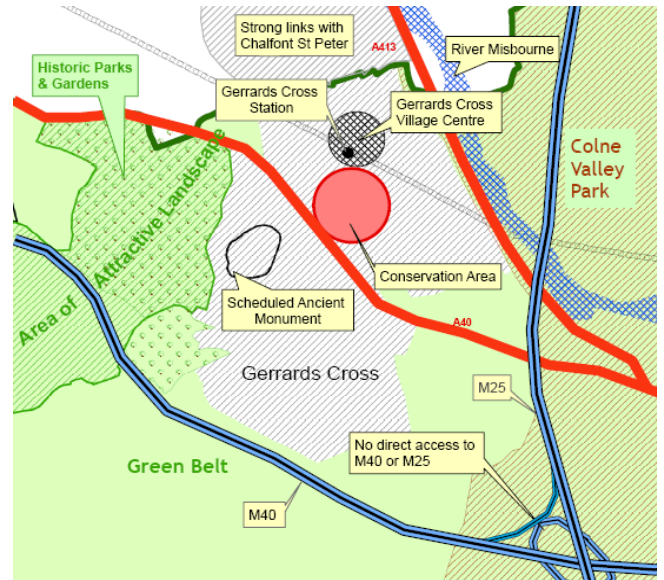 Strong links with
Chalfont St Peter
A413
River Misbourne
Historic Parks
& Gardens
Gerrards Cross
Station
Gerrards Cross
Village Centre
Colne
Valley
Park
Area of Atttractive Landscape
Conservation Area
Scheduled Ancient
Monument
A40
Gerrards Cross
M25
No direct access to
M40 or M25
Green Belt
M40